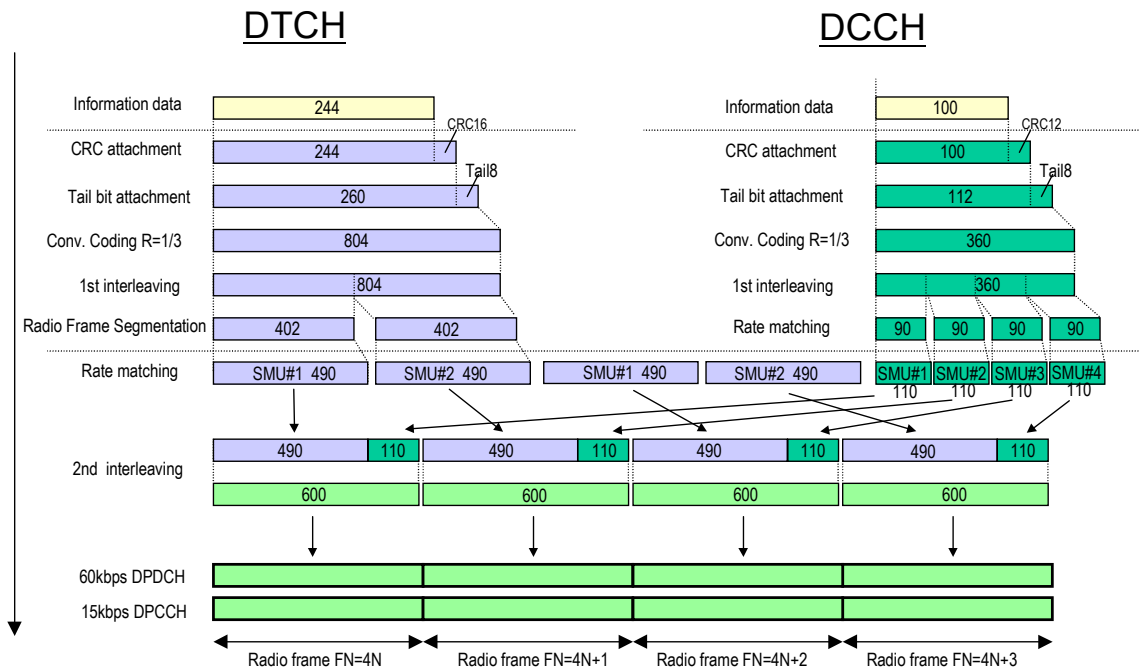 DTCH DCCH
Information data 244 Information data 100
CRC16 CRC12
CRC attachment 244 CRC attachment 100
Tail8 Tail8
Tail bit attachment 260 Tail bit attachment 112
Conv. Coding R=1/3 804 Conv. Coding R=1/3 360
1st interleaving 804 1st interleaving 360
Radio Frame Segmentation 402 402 Rate matching 90 90 90 90
Rate matching SMU#1 490 SMU#2 490 SMU#1 490 SMU#2 490 SMU#1 SMU#2 SMU#3 SMU#4
110 110 110 110
490 110 490 110 490 110 490 110
2nd interleaving
600 600 600 600
60kbps DPDCH
15kbps DPCCH
Radio frame FN=4N Radio frame FN=4N+1 Radio frame FN=4N+2 Radio frame FN=4N+3